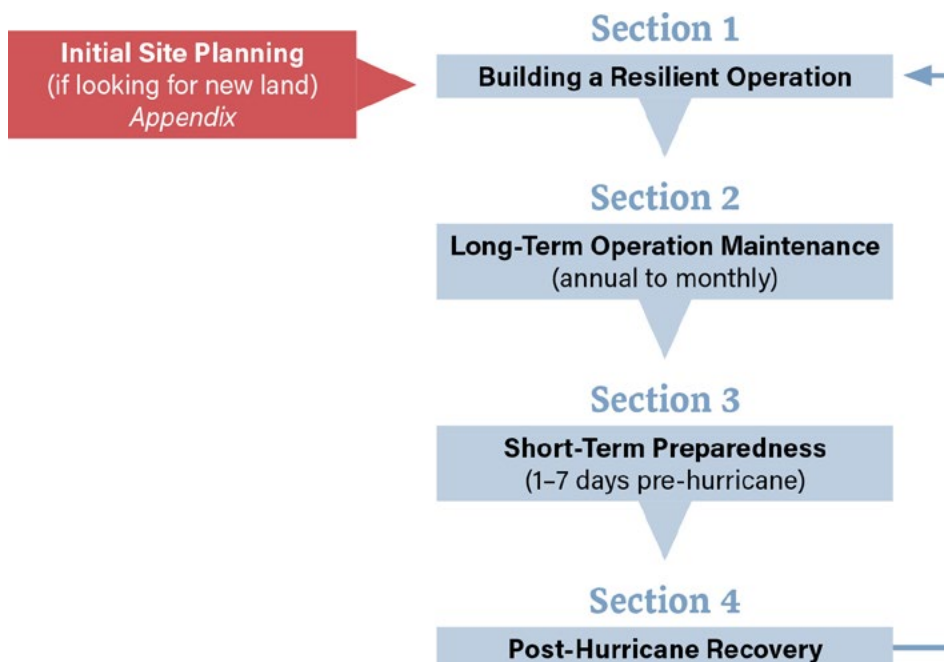 Initial Site Planning
(if looking for new land)
Appendix
Section 1
Building a Resilient Operation
Section 2
Long-Term Operation Maintenance
(annual to monthly)
Section 3
Short-Term Preparedness
(1–7 days pre-hurricane)
Section 4
Post-Hurricane Recovery